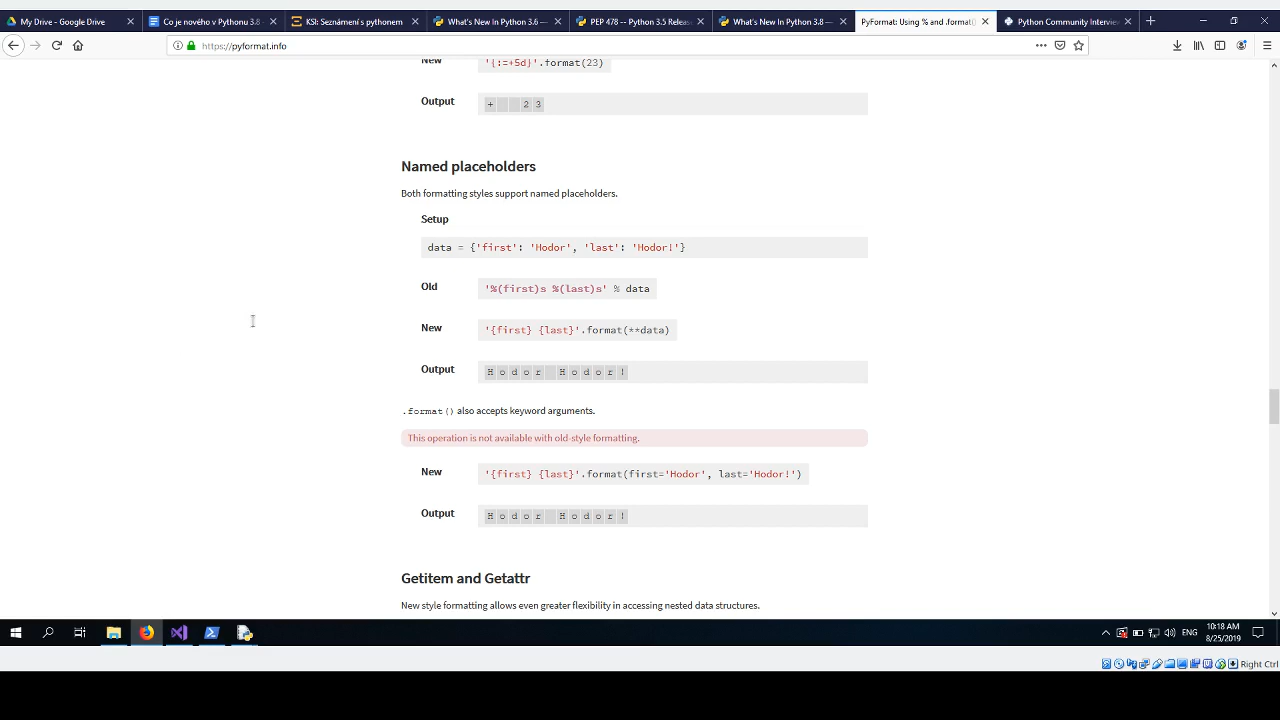 My Drive - Google Drive
Co je nového v Pythonu 3.8 -
KSI: Seznámení s pythonem
What's New In Python 3.6 —
PEP 478 -- Python 3.5 Releas
What's New In Python 3.8 —
PyFormat: Using % and .format()
Python Community Interview
https://pyformat.info
New '{:=+5d}'.format(23)
Output + 2 3
Named placeholders
Both formatting styles support named placeholders.
Setup
data = {'first': 'Hodor', 'last': 'Hodor!'}
Old '%(first)s %(last)s' % data
New '{first} {last}'.format(**data)
Output H o d o r H o d o r !
.format() also accepts keyword arguments.
This operation is not available with old-style formatting.
New '{first} {last}'.format(first='Hodor', last='Hodor!')
Output H o d o r H o d o r !
Getitem and Getattr
New style formatting allows even greater flexibility in accessing nested data structures.
ENG
10:18 AM
8/25/2019
Right Ctrl